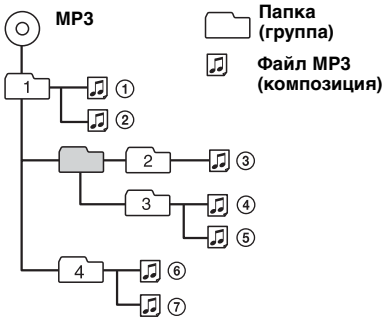 MP3
Папка
(группа)
Файл MP3
(композиция)
1
①
②
2
③
3
④
⑤
4
⑥
⑦